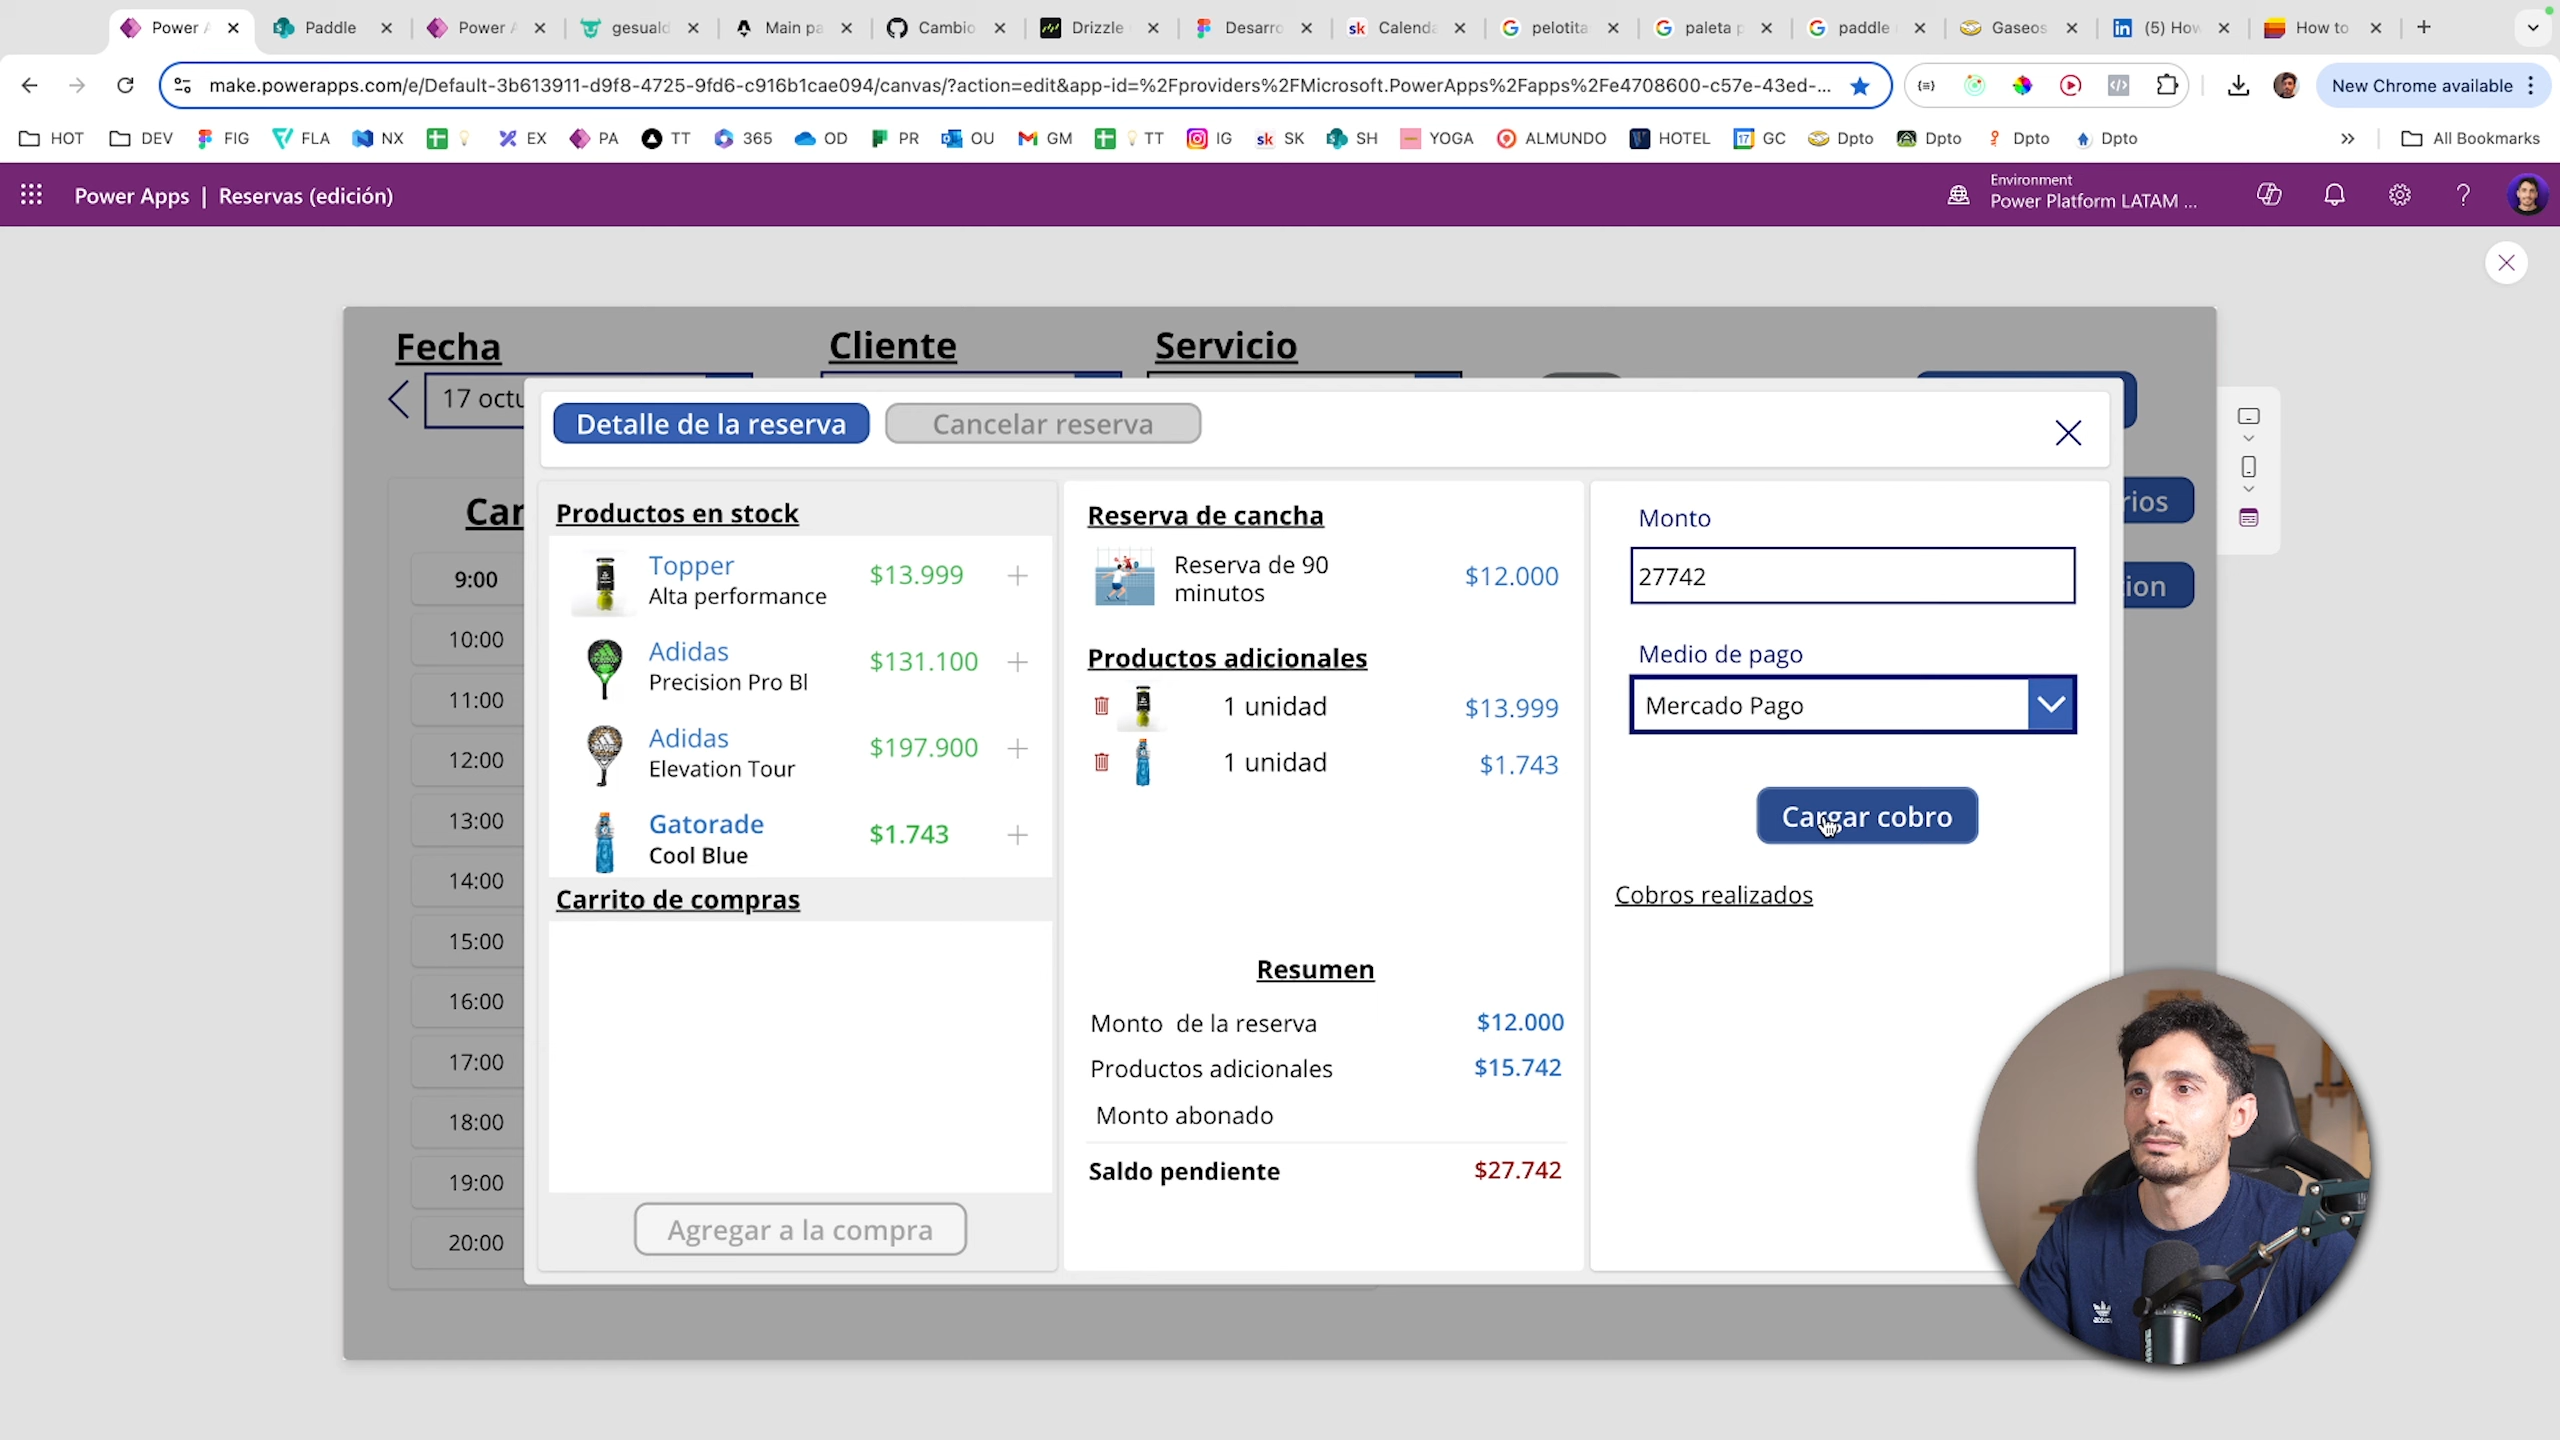 Power A
Paddle
Power A
gesuald
Main pa
Cambio
Drizzle
Desarro
Calenda
pelotita
paleta p
paddle
Gaseos
(5) How
How to
make.powerapps.com/e/Default-3b613911-d9f8-4725-9fd6-c916b1cae094/canvas/?action=edit&app-id=%2Fproviders%2FMicrosoft.PowerApps%2Fapps%2Fe4708600-c57e-43ed-...
New Chrome available
HOT
DEV
FIG
FLA
NX
EX
PA
TT
365
OD
PR
OU
GM
TT
IG
SK
SH
YOGA
ALMUNDO
HOTEL
GC
Dpto
Dpto
Dpto
Dpto
All Bookmarks
Power Apps | Reservas (edición)
Environment
Power Platform LATAM ...
Fecha
Cliente
Servicio
17 octu
Detalle de la reserva
Cancelar reserva
Can
9:00
10:00
11:00
12:00
13:00
14:00
15:00
16:00
17:00
18:00
19:00
20:00
Productos en stock
Topper
Alta performance
$13.999
Adidas
Precision Pro Bl
$131.100
Adidas
Elevation Tour
$197.900
Gatorade
Cool Blue
$1.743
Carrito de compras
Agregar a la compra
Reserva de cancha
Reserva de 90
minutos
$12.000
Productos adicionales
1 unidad
$13.999
1 unidad
$1.743
Resumen
Monto de la reserva
$12.000
Productos adicionales
$15.742
Monto abonado
Saldo pendiente
$27.742
Monto
27742
Medio de pago
Mercado Pago
Cargar cobro
Cobros realizados
rios
ion